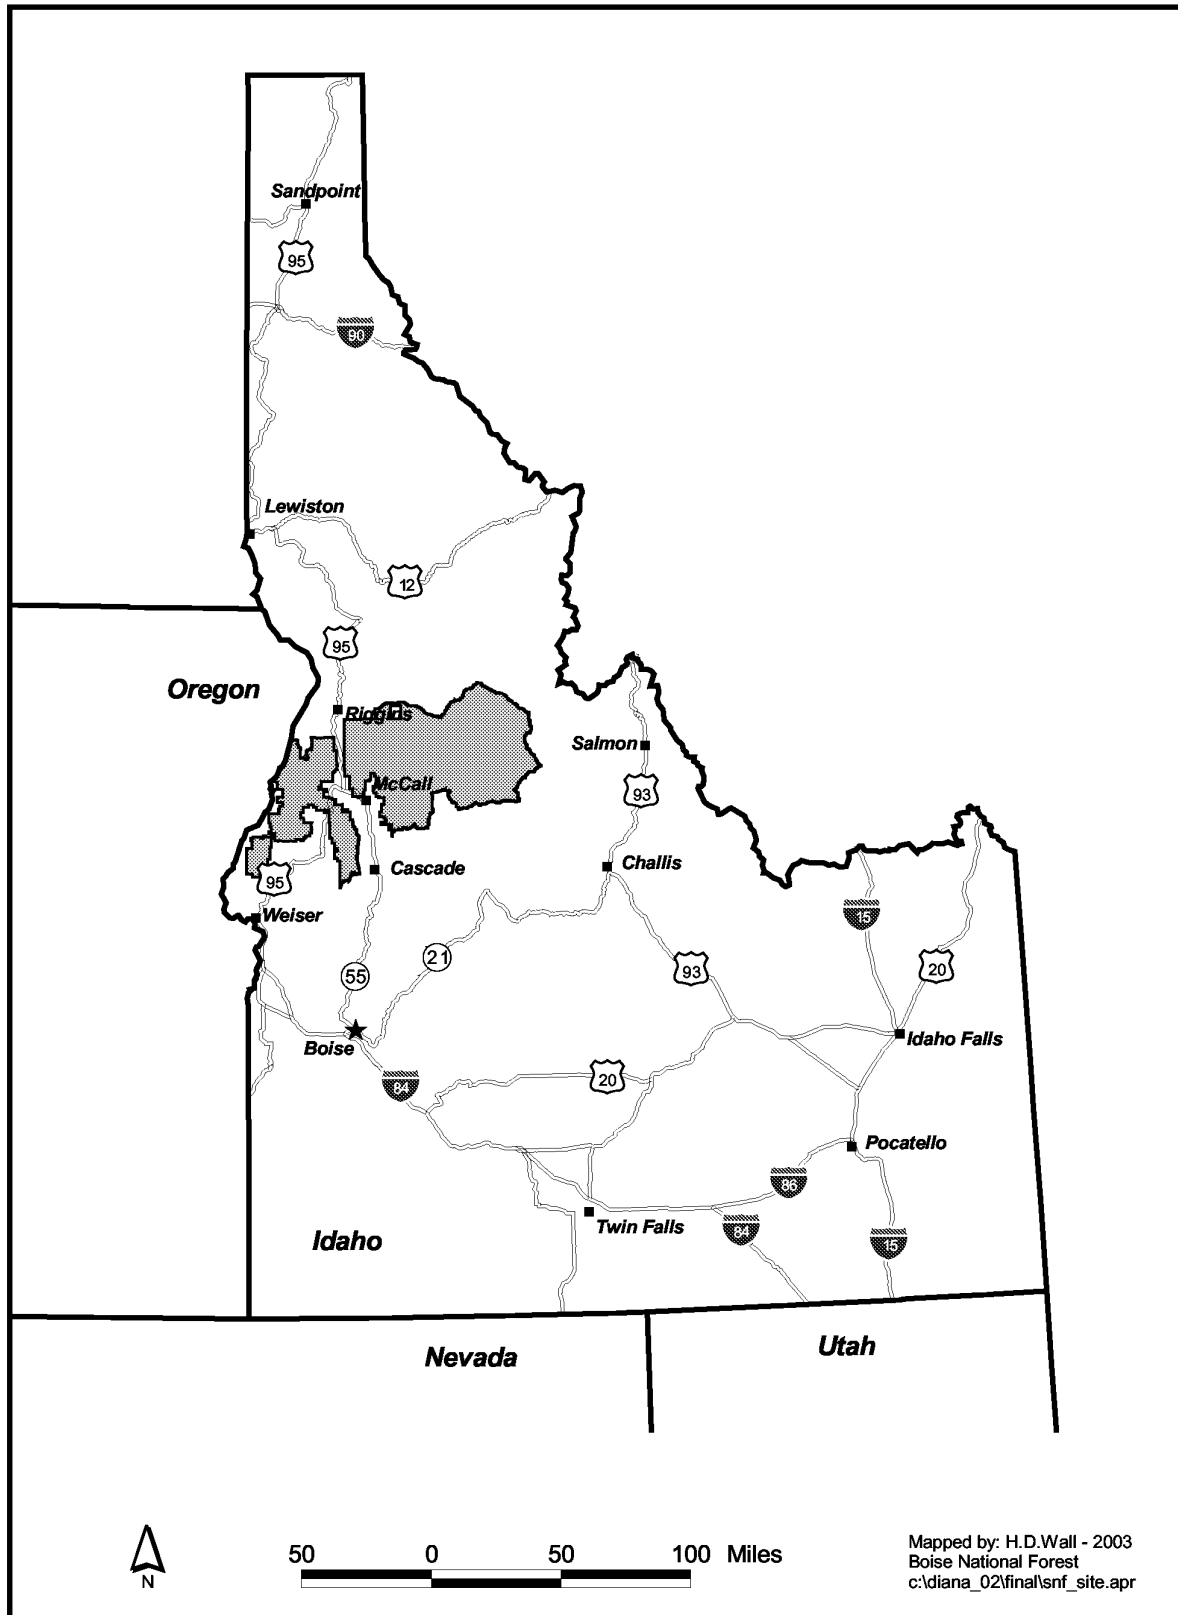 Sandpoint
95
90
Lewiston
12
95
Oregon
Riggins
Salmon
McCall
93
Challis
Cascade
95
Weiser
15
21
93
20
55
Boise
Idaho Falls
84
20
Pocatello
86
Twin Falls
84
15
Idaho
Nevada
Utah
N
50 0 50 100 Miles
Mapped by: H.D.Wall - 2003
Boise National Forest
c:\diana_02\final\snf_site.apr